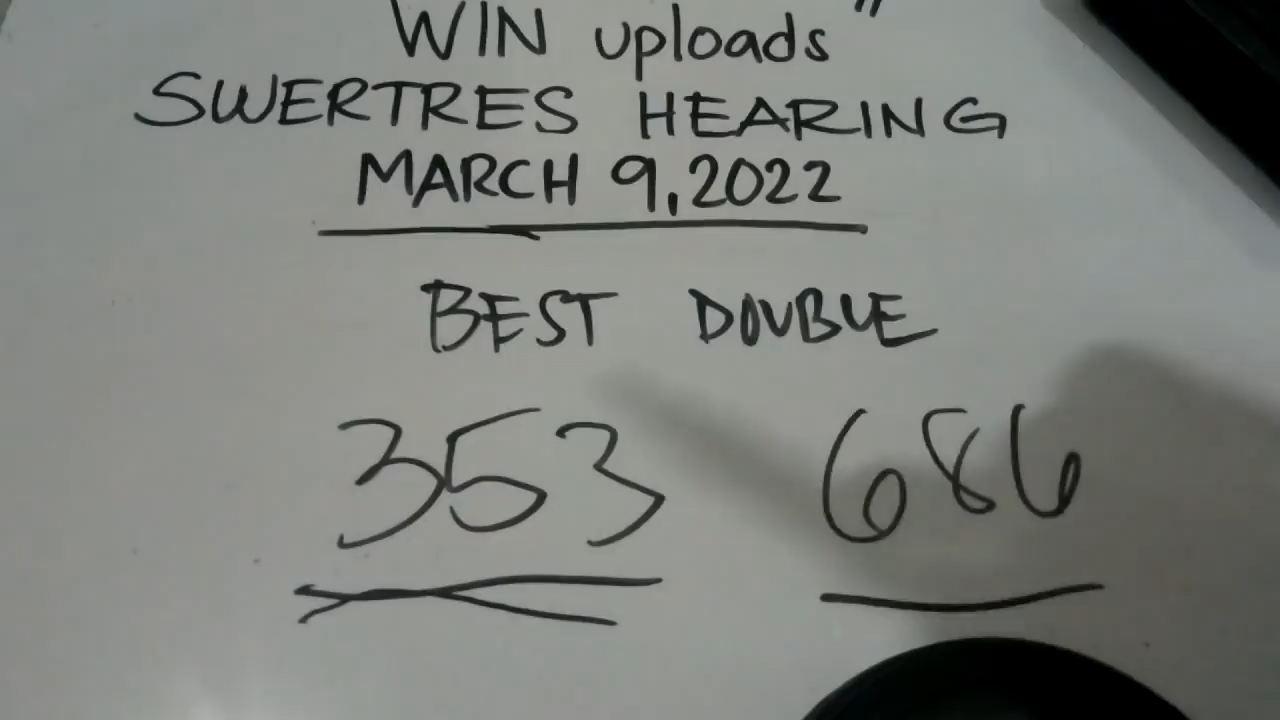 WIN uploads"
SWERTRES HEARING
MARCH 9, 2022
BEST DOUBLE
353 686